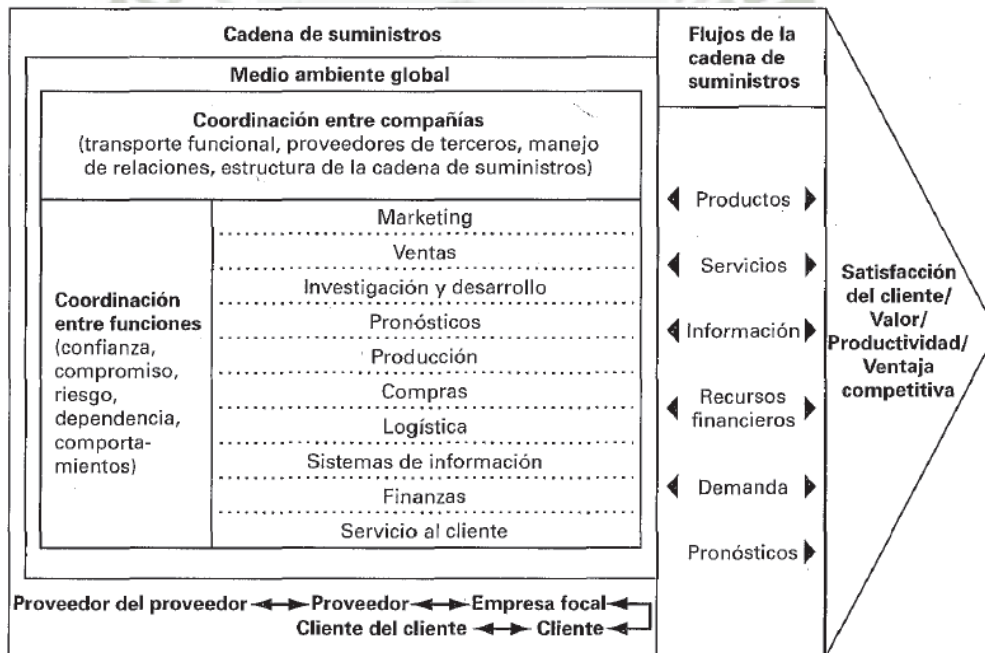 Cadena de suministros
Medio ambiente global
Coordinación entre compañías
(transporte funcional, proveedores de terceros, manejo
de relaciones, estructura de la cadena de suministros)
Coordinación
entre funciones
(confianza,
compromiso,
riesgo,
dependencia,
comporta-
mientos)
Marketing
Ventas
Investigación y desarrollo
Pronósticos
Producción
Compras
Logística
Sistemas de información
Finanzas
Servicio al cliente
Proveedor del proveedor Proveedor Empresa focal
Cliente del cliente Cliente
Flujos de la
cadena de
suministros
Productos
Servicios
Información
Recursos
financieros
Demanda
Pronósticos
Satisfacción
del cliente/
Valor/
Productividad/
Ventaja
competitiva